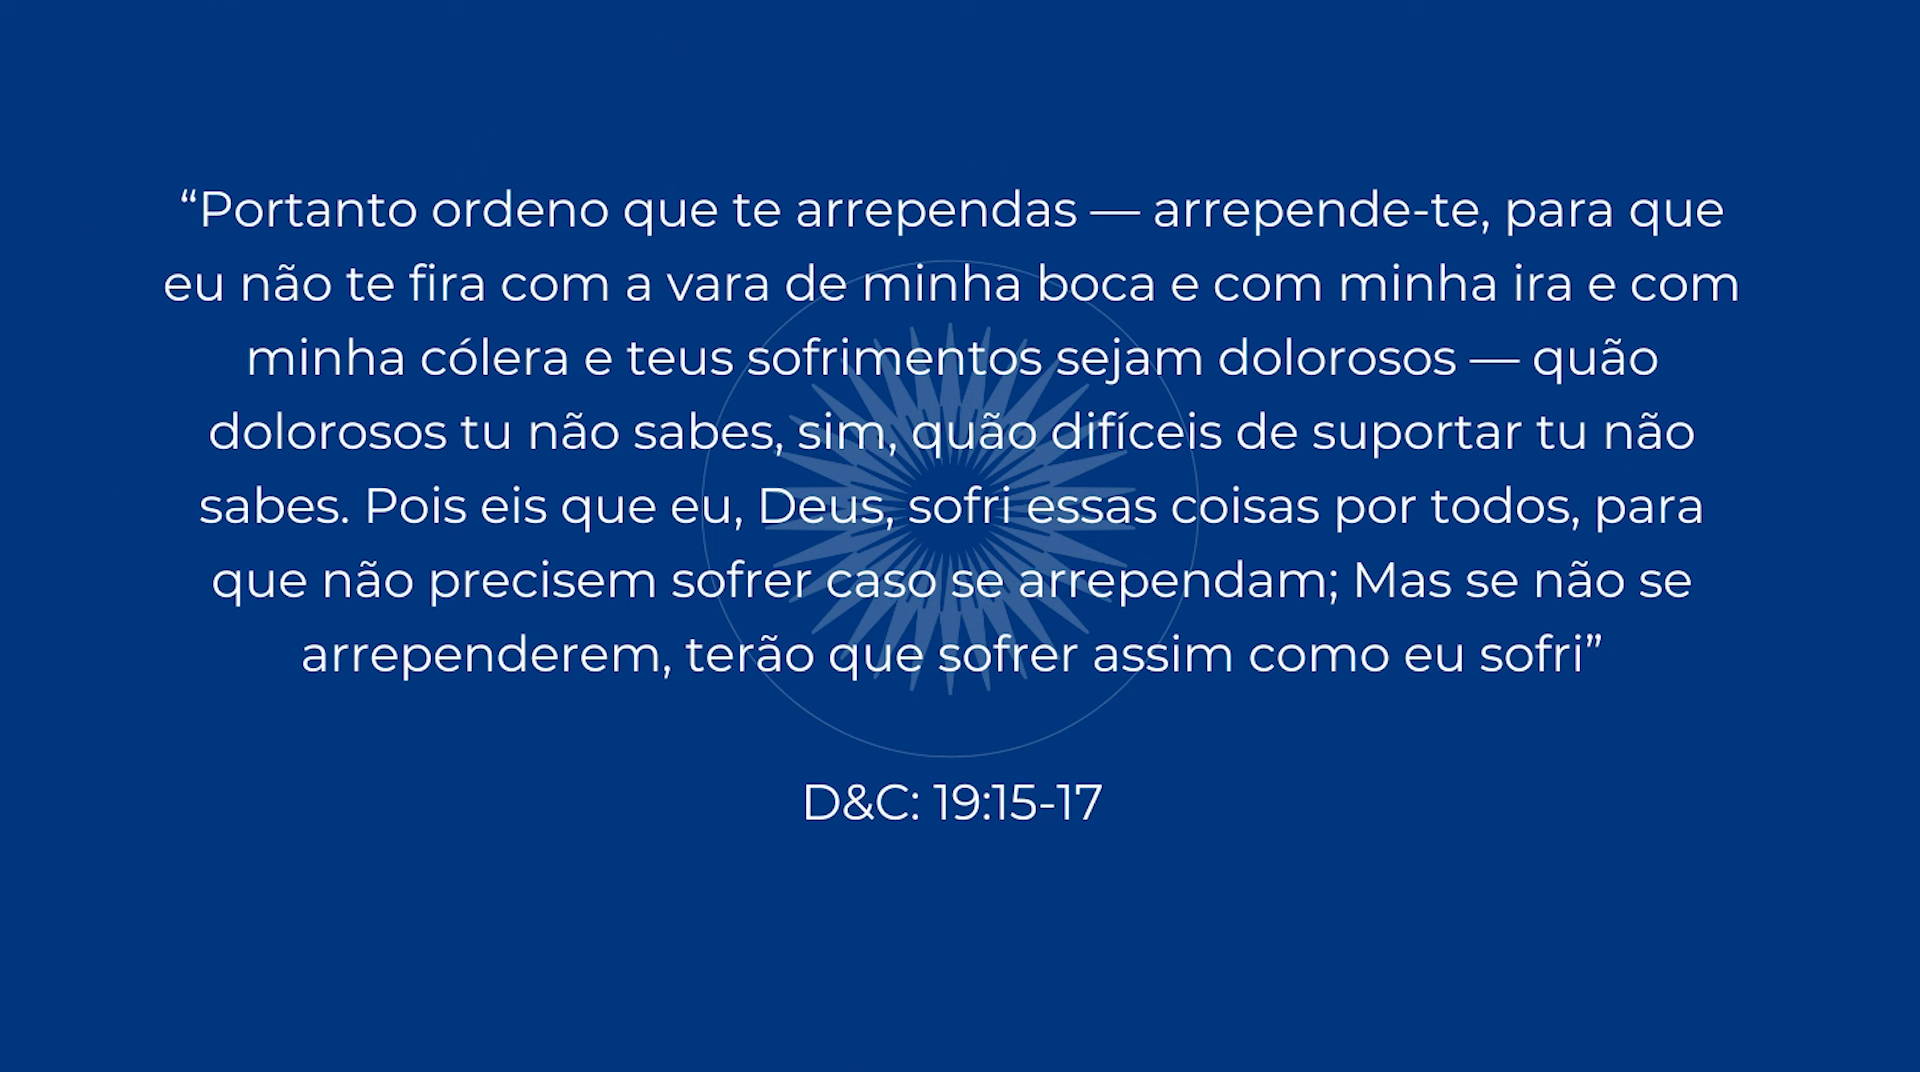 “Portanto ordeno que te arrependas — arrepende-te, para que
eu não te fira com a vara de minha boca e com minha ira e com
minha cólera e teus sofrimentos sejam dolorosos — quão
dolorosos tu não sabes, sim, quão difíceis de suportar tu não
sabes. Pois eis que eu, Deus, sofri essas coisas por todos, para
que não precisem sofrer caso se arrependam; Mas se não se
arrependerem, terão que sofrer assim como eu sofri”
D&C: 19:15-17